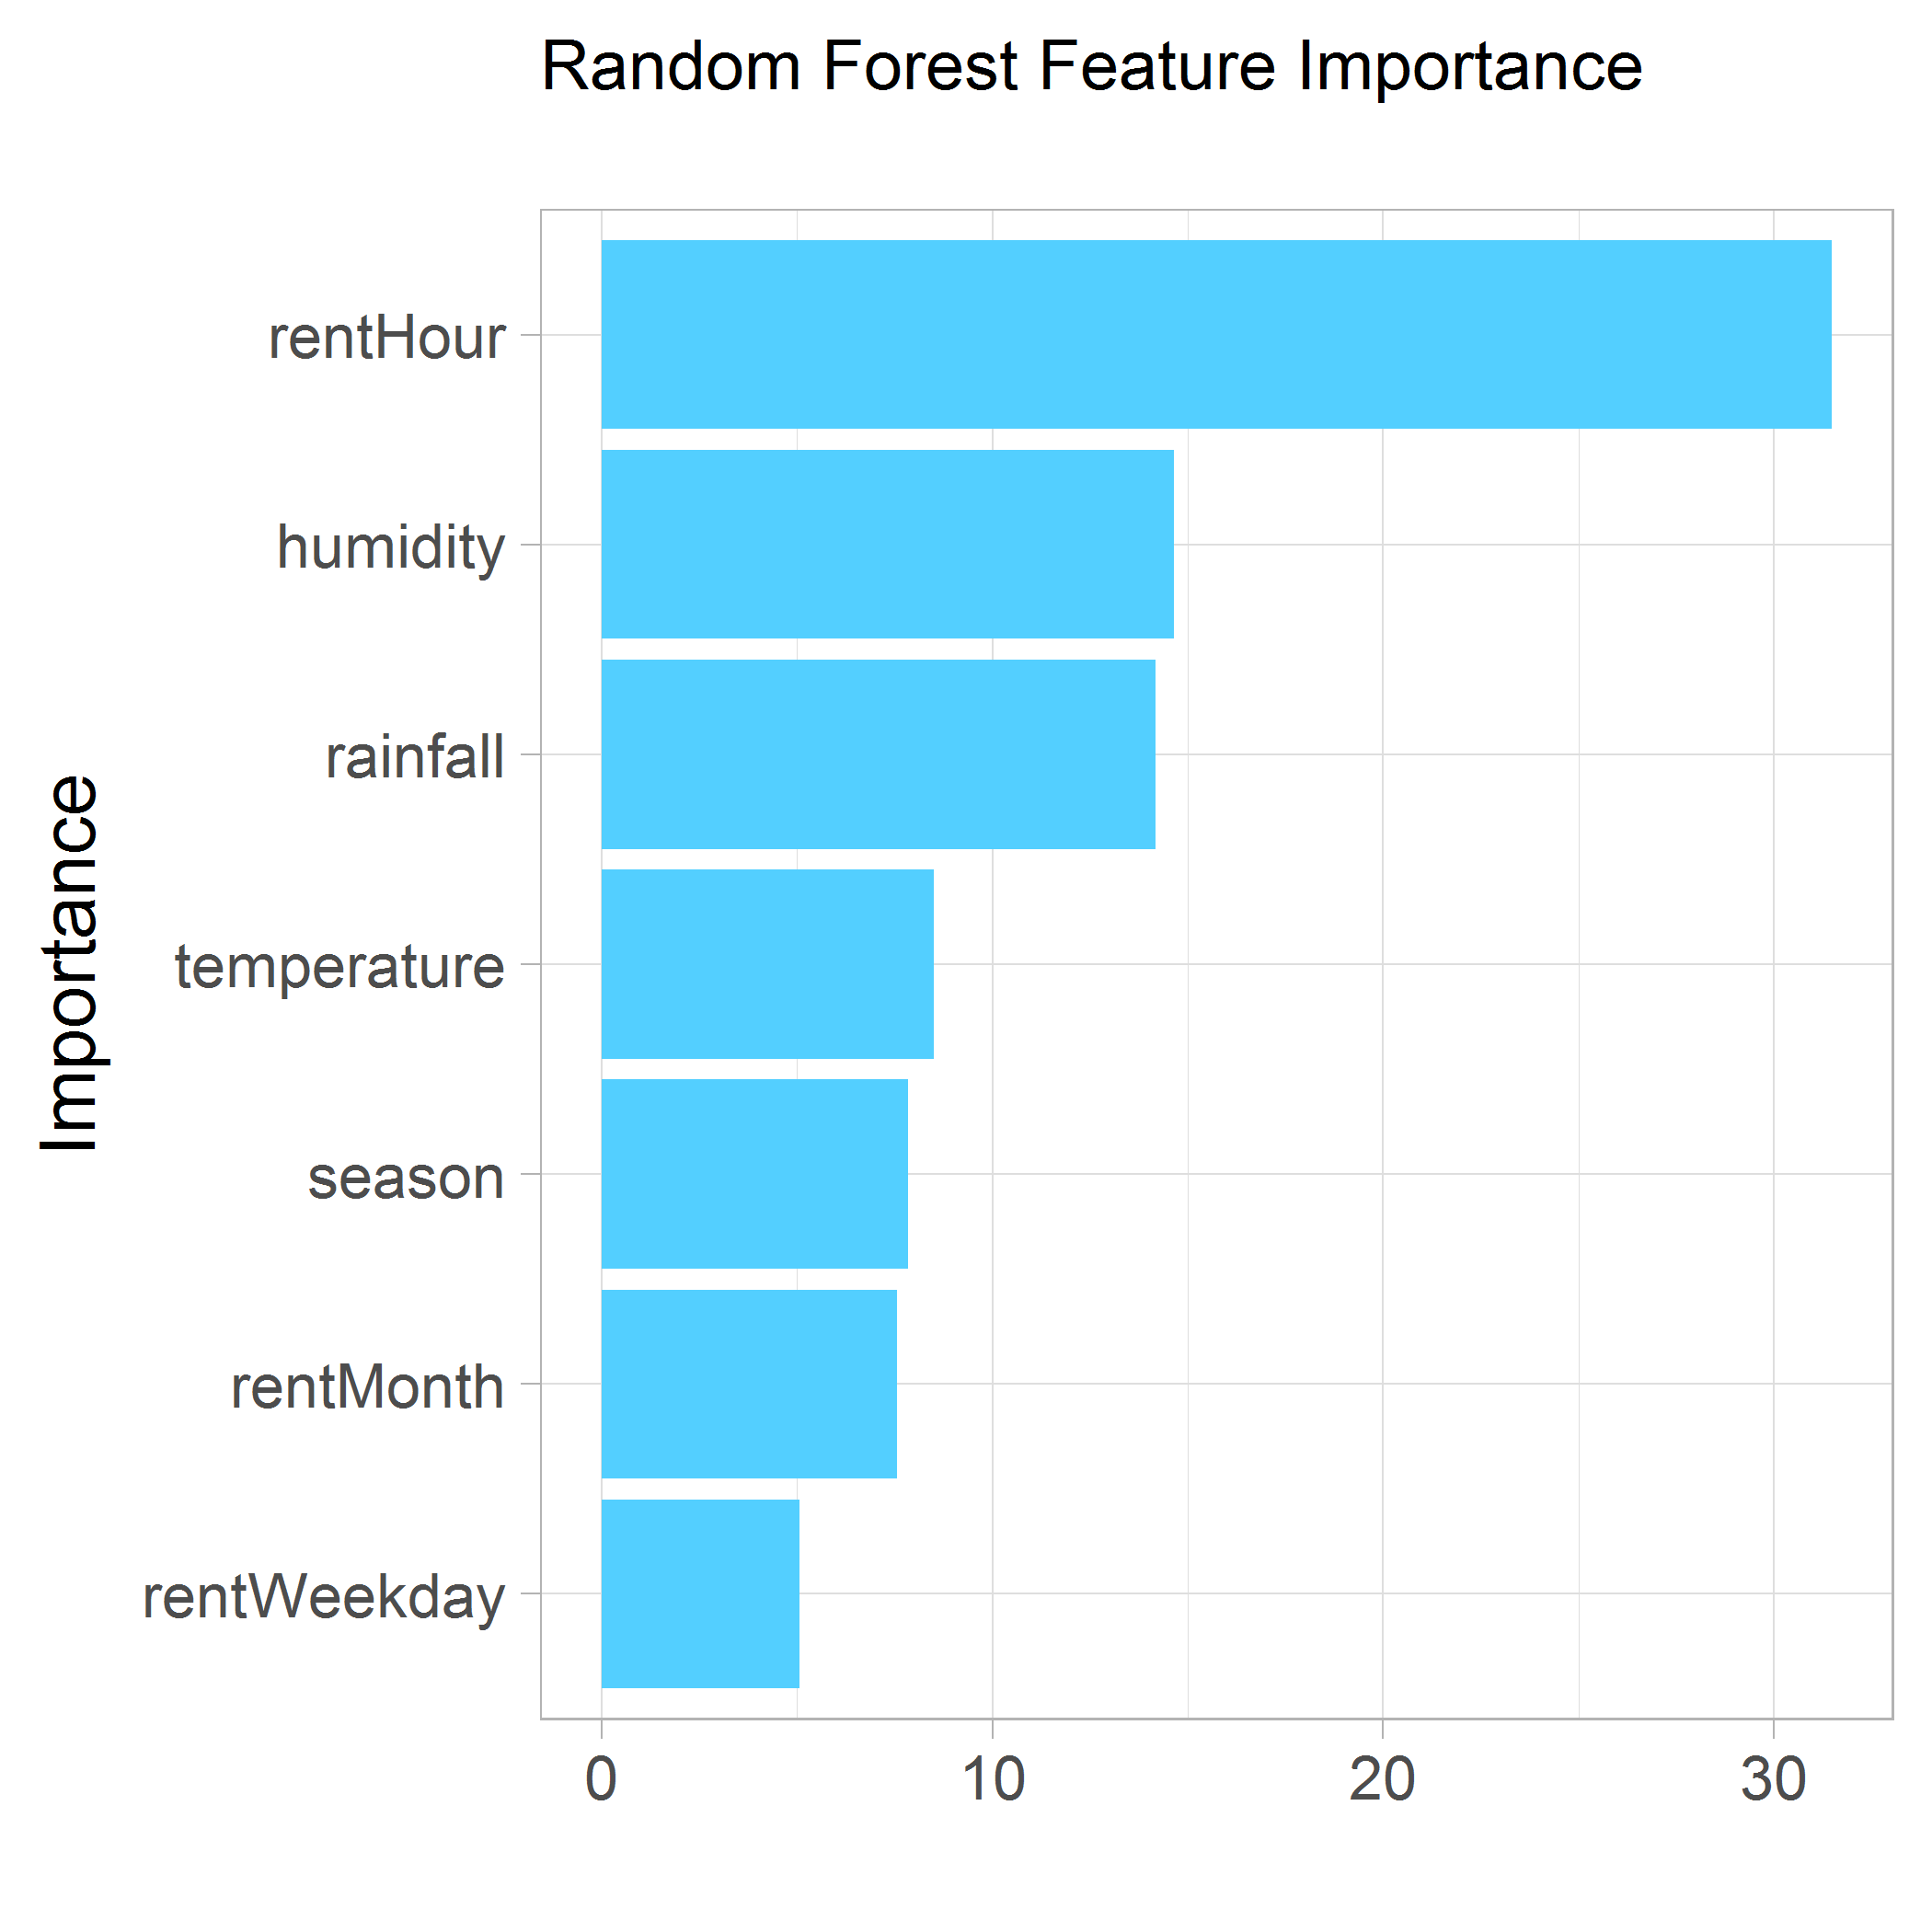 Random Forest Feature Importance
Importance
rentHour
humidity
rainfall
temperature
season
rentMonth
rentWeekday
0 10 20 30